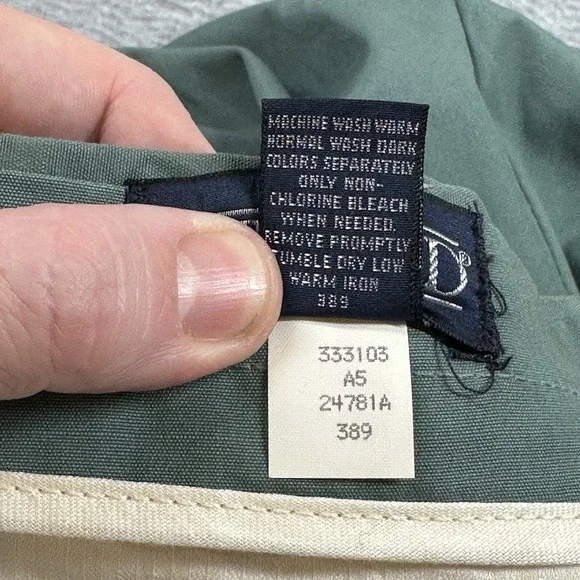 MACHINE WASH WARM
NORMAL WASH DARK
COLORS SEPARATELY
ONLY NON-
CHLORINE BLEACH
WHEN NEEDED.
REMOVE PROMPTLY
TUMBLE DRY LOW
WARM IRON
389
D®
333103
A5
24781A
389